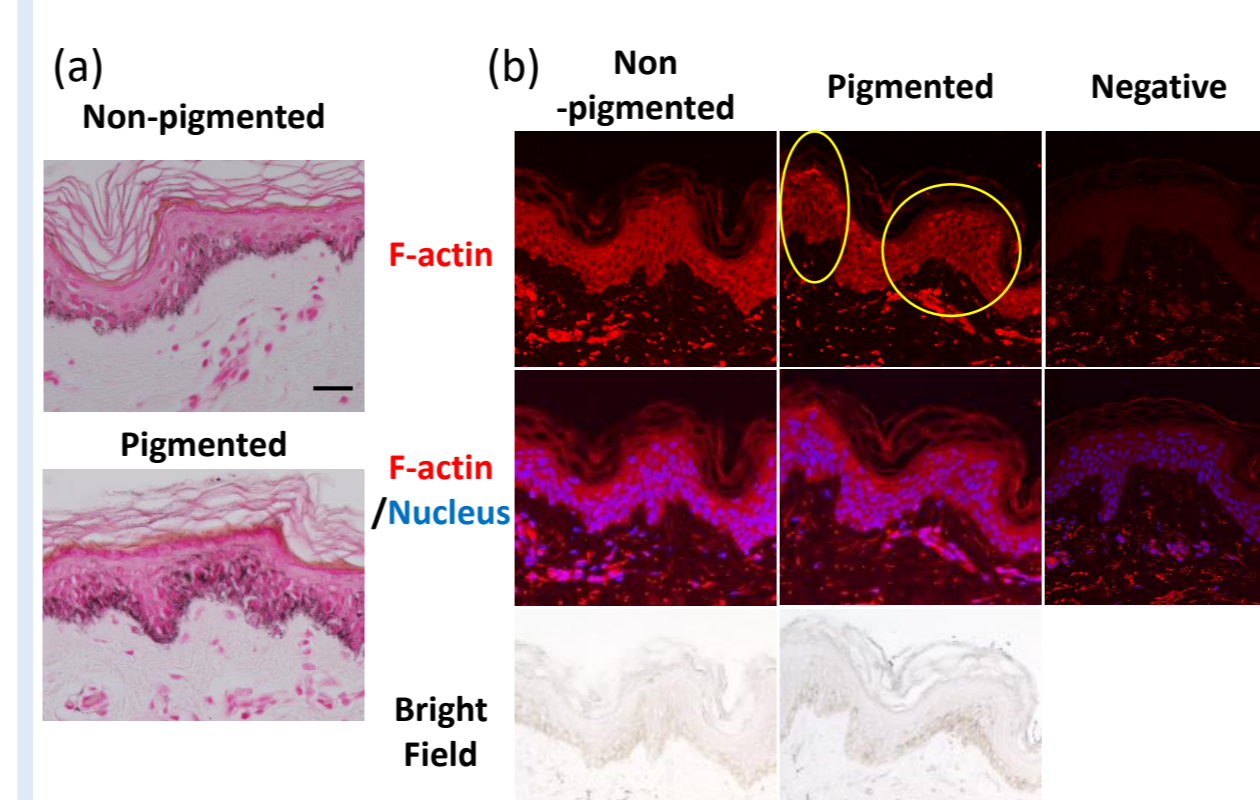 (a)
Non-pigmented
Pigmented
(b)
Non
-pigmented
Pigmented
Negative
F-actin
F-actin
/Nucleus
Bright
Field